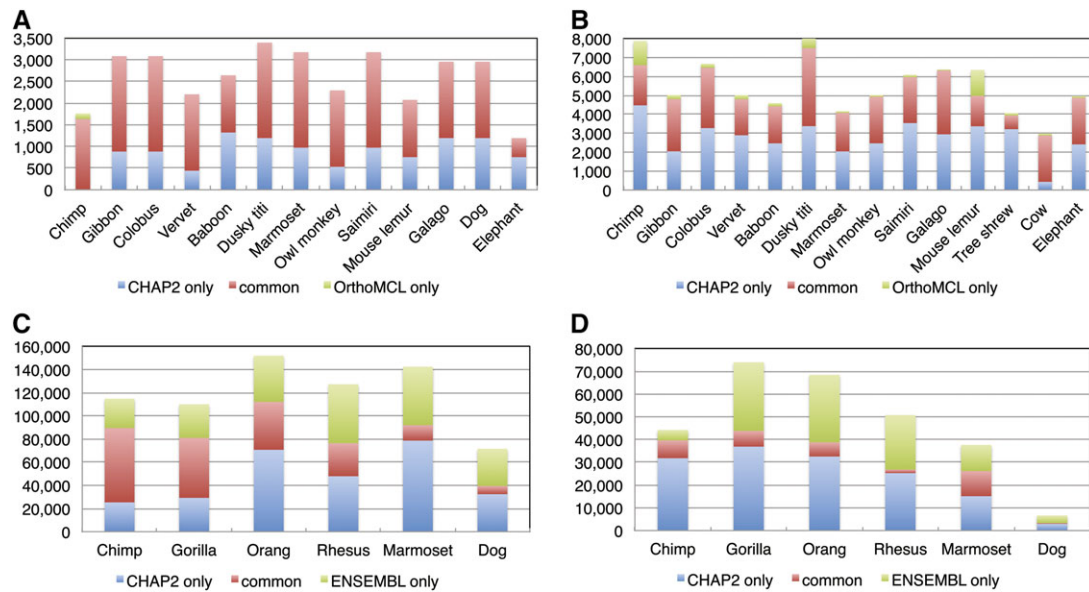 A
3,500
3,000
2,500
2,000
1,500
1,000
500
0
Chimp
Gibbon
Colobus
Vervet
Baboon
Dusky titi
Marmoset
Owl monkey
Saimiri
Mouse lemur
Galago
Dog
Elephant
CHAP2 only common OrthoMCL only
B
8,000
7,000
6,000
5,000
4,000
3,000
2,000
1,000
0
Chimp
Gibbon
Colobus
Vervet
Baboon
Dusky titi
Marmoset
Owl monkey
Saimiri
Galago
Mouse lemur
Tree shrew
Cow
Elephant
CHAP2 only common OrthoMCL only
C
160,000
140,000
120,000
100,000
80,000
60,000
40,000
20,000
0
Chimp Gorilla Orang Rhesus Marmoset Dog
CHAP2 only common ENSEMBL only
D
80,000
70,000
60,000
50,000
40,000
30,000
20,000
10,000
0
Chimp Gorilla Orang Rhesus Marmoset Dog
CHAP2 only common ENSEMBL only